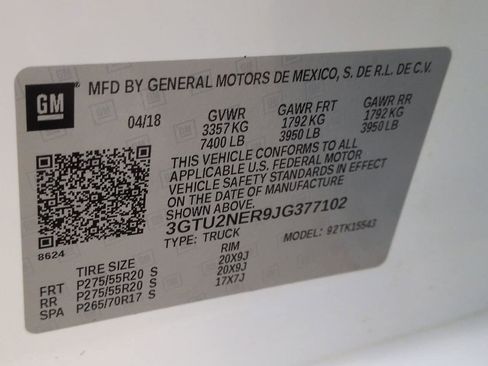 GM
MFD BY GENERAL MOTORS DE MEXICO, S. DE R.L. DE C.V.
04/18 GVWR GAWR FRT GAWR RR
3357 KG 1792 KG 1792 KG
7400 LB 3950 LB 3950 LB
THIS VEHICLE CONFORMS TO ALL
APPLICABLE U.S. FEDERAL MOTOR
VEHICLE SAFETY STANDARDS IN EFFECT
ON THE DATE OF MANUFACTURE SHOWN ABOVE.
3GTU2NER9JG377102
TYPE: TRUCK MODEL: 92TK15543
8624
TIRE SIZE RIM
FRT P275/55R20 S 20X9J
RR P275/55R20 S 20X9J
SPA P265/70R17 S 17X7J